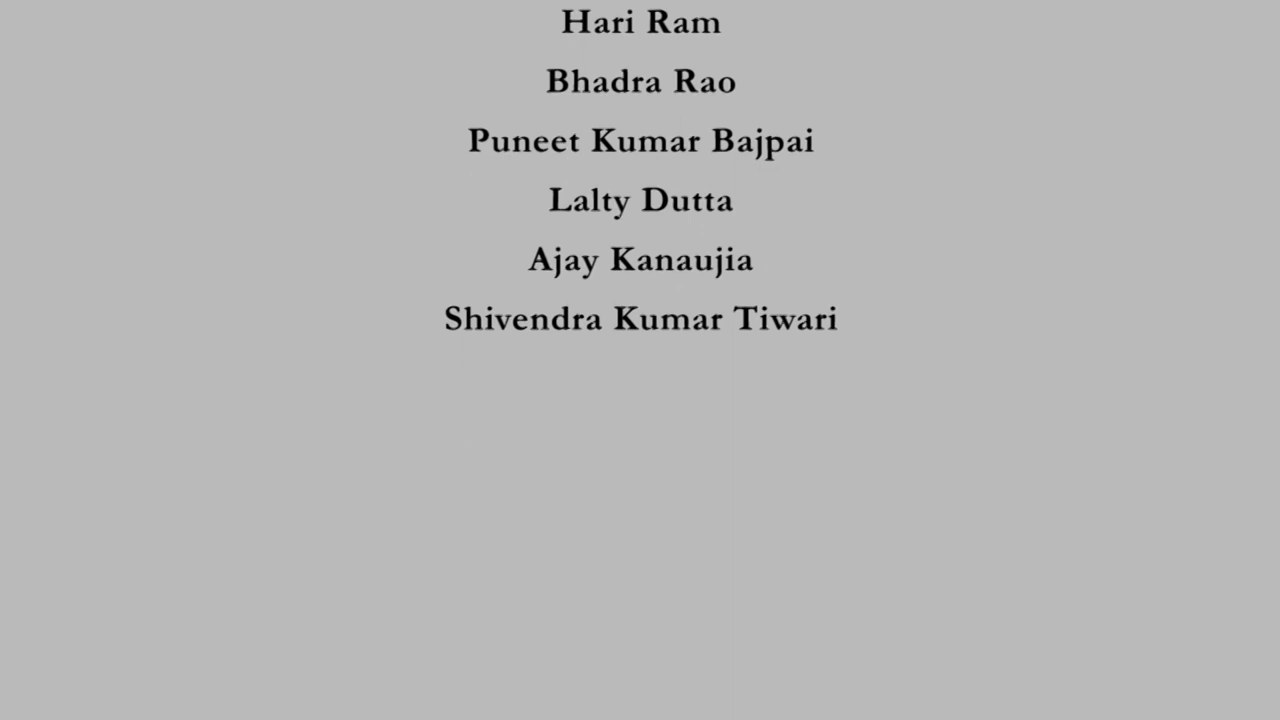 Hari Ram
Bhadra Rao
Puneet Kumar Bajpai
Lalty Dutta
Ajay Kanaujia
Shivendra Kumar Tiwari